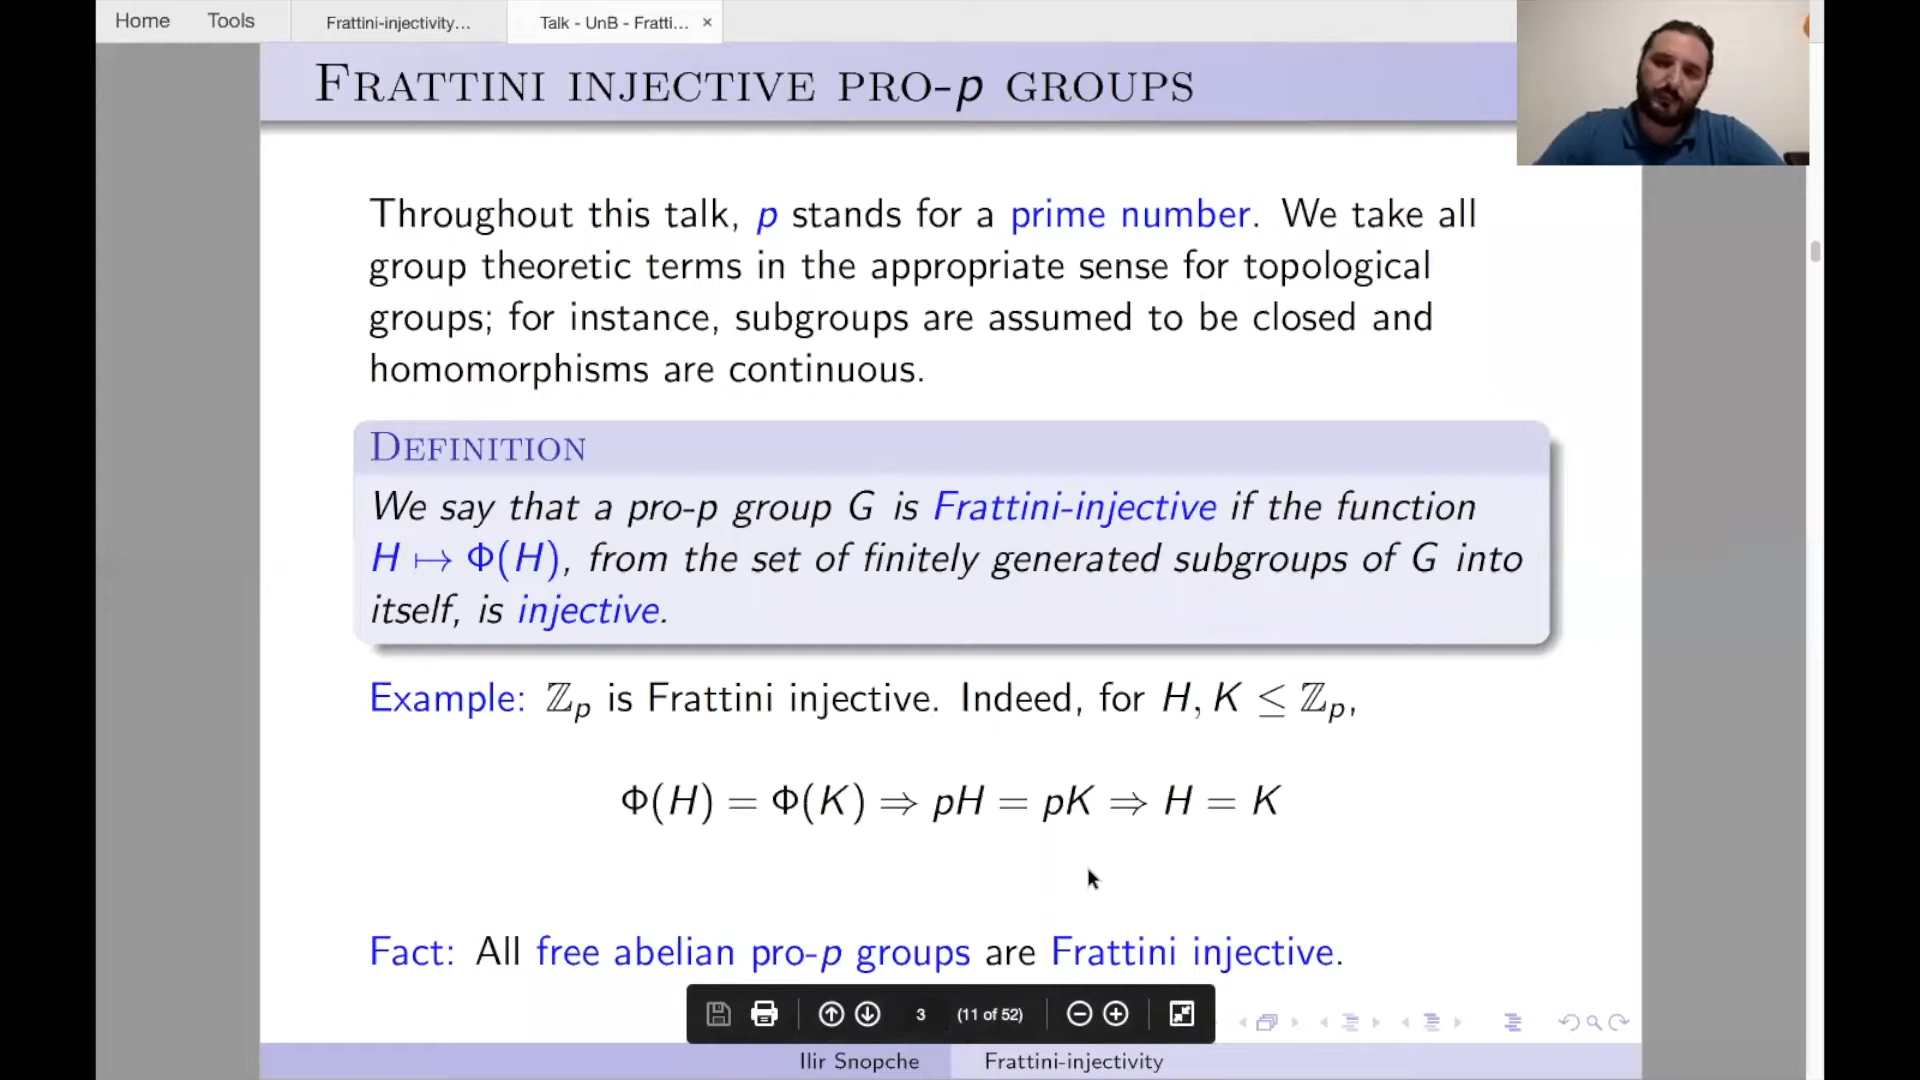 Home Tools Frattini-injectivity... Talk - UnB - Fratti... ×
FRATTINI INJECTIVE PRO-p GROUPS
Throughout this talk, p stands for a prime number. We take all
group theoretic terms in the appropriate sense for topological
groups; for instance, subgroups are assumed to be closed and
homomorphisms are continuous.
DEFINITION
We say that a pro-p group G is Frattini-injective if the function
H ↦ Φ(H), from the set of finitely generated subgroups of G into
itself, is injective.
Example: ℤₚ is Frattini injective. Indeed, for H, K ≤ ℤₚ,
Φ(H) = Φ(K) ⇒ pH = pK ⇒ H = K
Fact: All free abelian pro-p groups are Frattini injective.
3 (11 of 52)
Ilir Snopche Frattini-injectivity